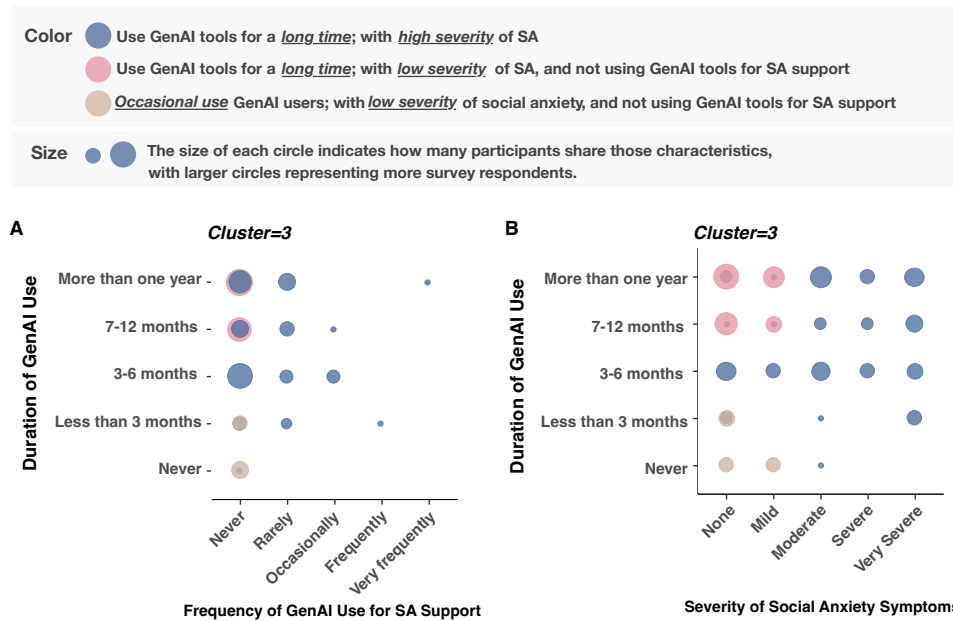 Color
Use GenAI tools for a long time; with high severity of SA
Use GenAI tools for a long time; with low severity of SA, and not using GenAI tools for SA support
Occasional use GenAI users; with low severity of social anxiety, and not using GenAI tools for SA support
Size
The size of each circle indicates how many participants share those characteristics,
with larger circles representing more survey respondents.
A
Cluster=3
Duration of GenAI Use
More than one year
7-12 months
3-6 months
Less than 3 months
Never
Never
Rarely
Occasionally
Frequently
Very frequently
Frequency of GenAI Use for SA Support
B
Cluster=3
Duration of GenAI Use
More than one year
7-12 months
3-6 months
Less than 3 months
Never
None
Mild
Moderate
Severe
Very Severe
Severity of Social Anxiety Symptoms